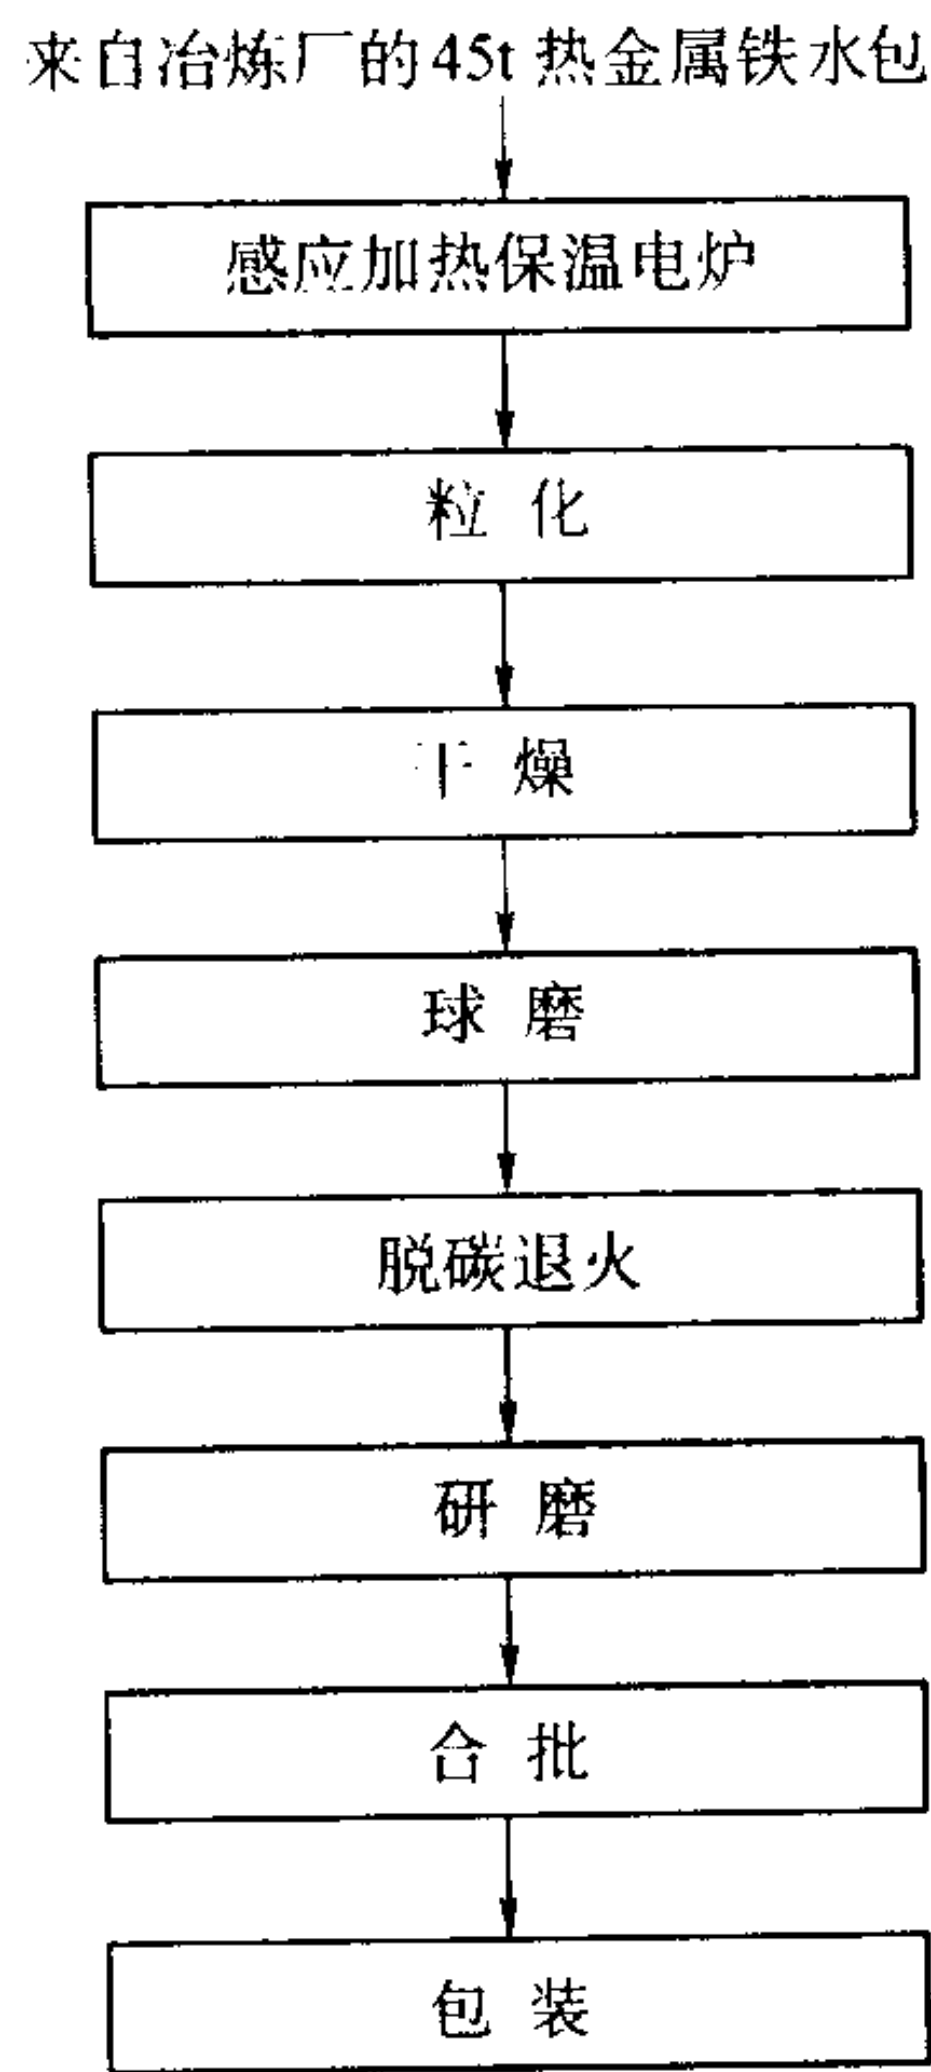 来自冶炼厂的45t热金属铁水包
感应加热保温电炉
粒化
干燥
球磨
脱碳退火
研磨
合批
包装